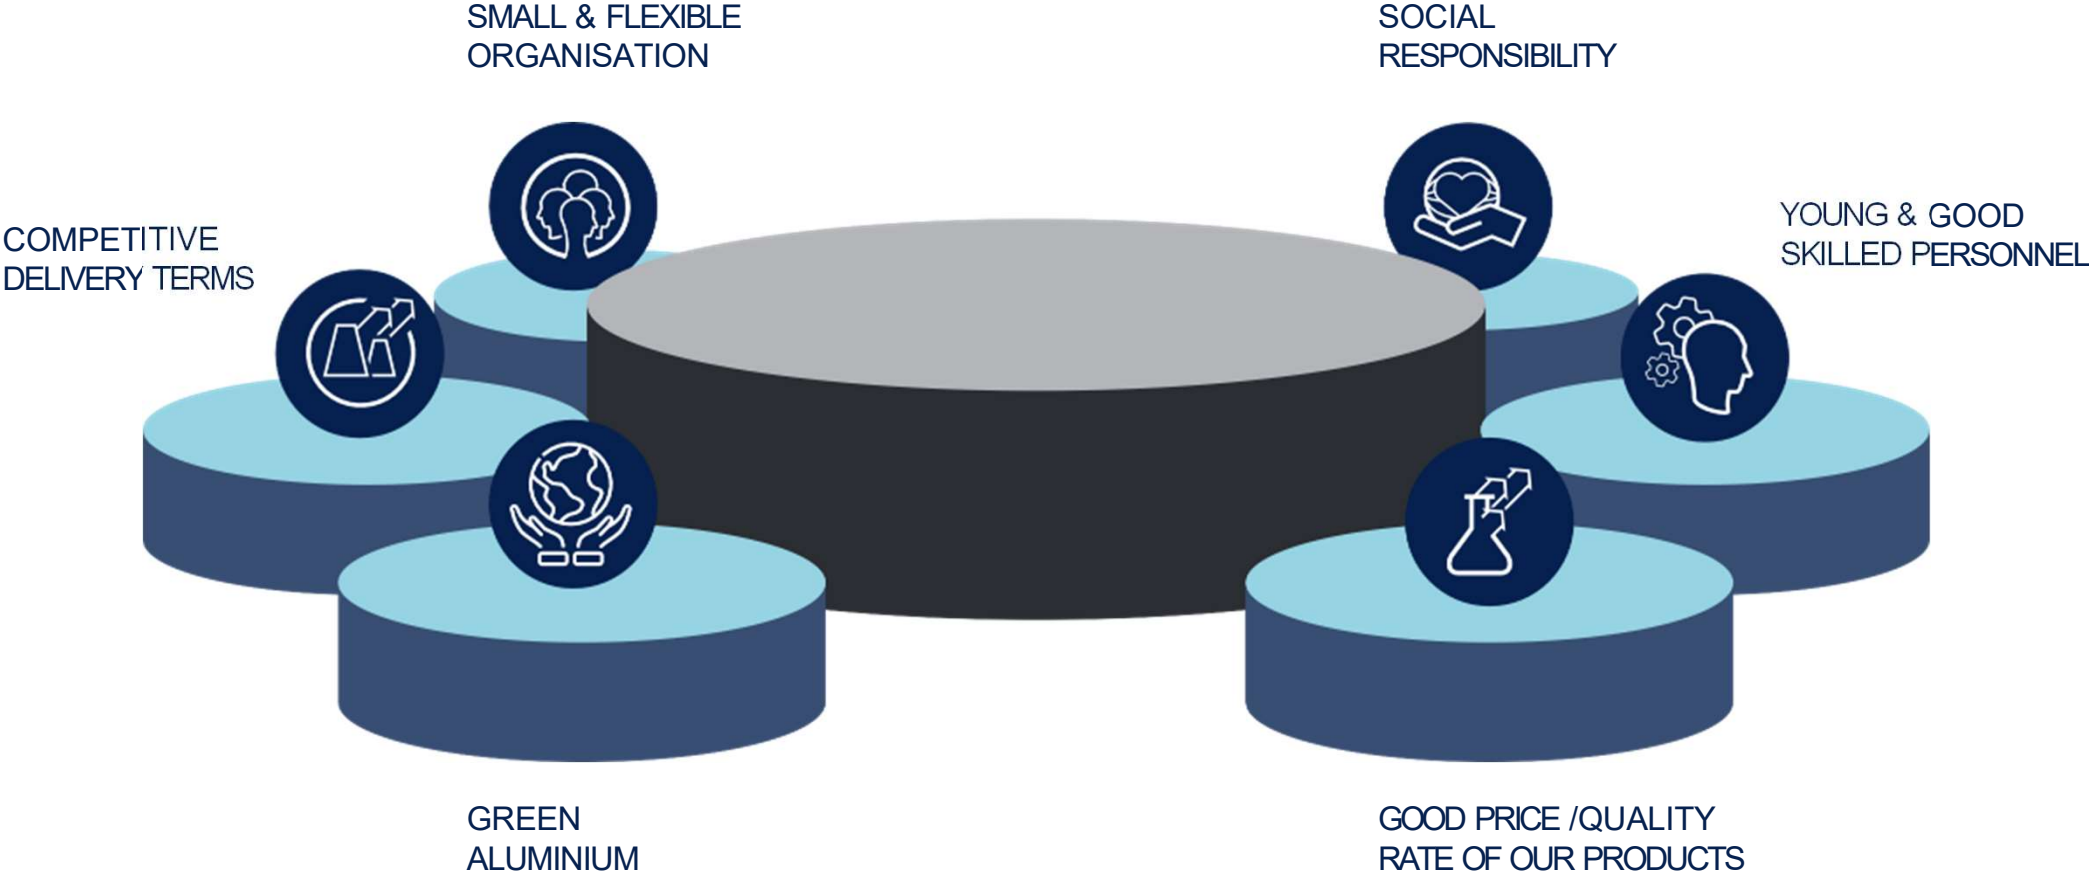 SMALL & FLEXIBLE
ORGANISATION
SOCIAL
RESPONSIBILITY
COMPETITIVE
DELIVERY TERMS
YOUNG & GOOD
SKILLED PERSONNEL
GREEN
ALUMINIUM
GOOD PRICE /QUALITY
RATE OF OUR PRODUCTS